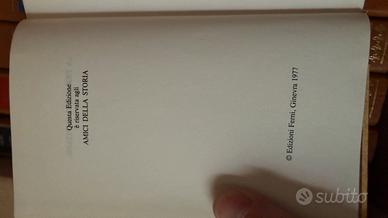 Questa Edizione
è riservata agli
AMICI DELLA STORIA
© Edizioni Ferni, Ginevra 1977
subito